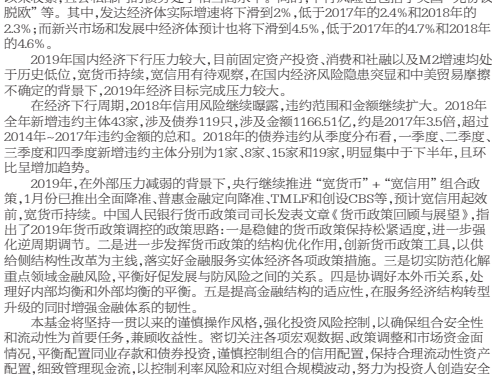 脱欧”等。其中,发达经济体实际增速将下滑到2%,低于2017年的2.4%和2018年的
2.3%;而新兴市场和发展中经济体预计也将下滑到4.5%,低于2017年的4.7%和2018年
的4.6%。
2019年国内经济下行压力较大,目前固定资产投资、消费和社融以及M2增速均处
于历史低位,宽货币持续,宽信用有待观察,在国内经济风险隐患突显和中美贸易摩擦
不确定的背景下,2019年经济目标完成压力较大。
在经济下行周期,2018年信用风险继续曝露,违约范围和金额继续扩大。2018年
全年新增违约主体43家,涉及债券119只,涉及金额1166.51亿,约是2017年3.5倍,超过
2014年~2017年违约金额的总和。2018年的债券违约从季度分布看,一季度、二季度、
三季度和四季度新增违约主体分别为1家、8家、15家和19家,明显集中于下半年,且环
比呈增加趋势。
2019年,在外部压力减弱的背景下,央行继续推进“宽货币”+“宽信用”组合政
策,1月份已推出全面降准、普惠金融定向降准、TMLF和创设CBS等,预计宽信用起效
前,宽货币持续。中国人民银行货币政策司司长发表文章《货币政策回顾与展望》,指
出了2019年货币政策调控的政策思路:一是稳健的货币政策保持松紧适度,进一步强
化逆周期调节。二是进一步发挥货币政策的结构优化作用,创新货币政策工具,以供
给侧结构性改革为主线,落实好金融服务实体经济各项政策措施。三是切实防范化解
重点领域金融风险,平衡好促发展与防风险之间的关系。四是协调好本外币关系,处
理好内部均衡和外部均衡的平衡。五是提高金融结构的适应性,在服务经济结构转型
升级的同时增强金融体系的韧性。
本基金将坚持一贯以来的谨慎操作风格,强化投资风险控制,以确保组合安全性
和流动性为首要任务,兼顾收益性。密切关注各项宏观数据、政策调整和市场资金面
情况,平衡配置同业存款和债券投资,谨慎控制组合的信用配置,保持合理流动性资产
配置,细致管理现金流,以控制利率风险和应对组合规模波动,努力为投资人创造安全